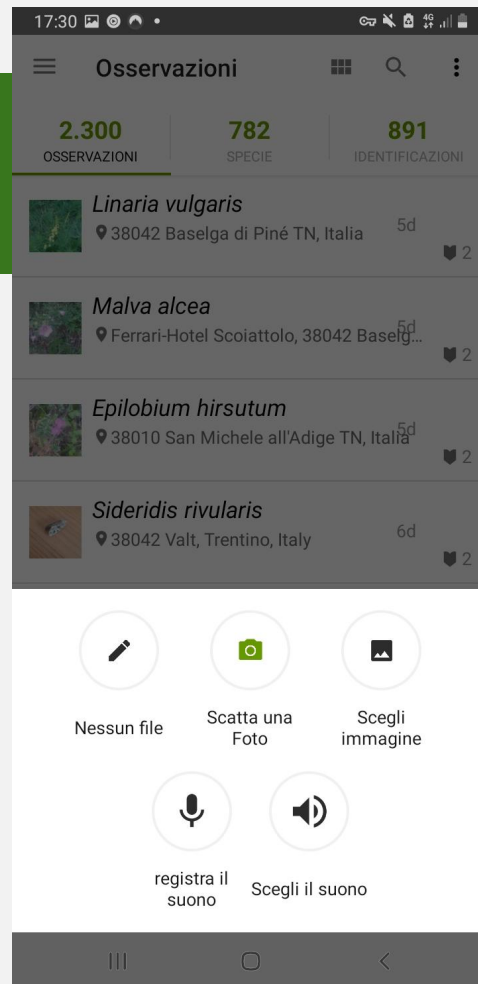 17:30
4G
Osservazioni
2.300 782 891
OSSERVAZIONI SPECIE IDENTIFICAZIONI
Linaria vulgaris
38042 Baselga di Piné TN, Italia
5d
2
Malva alcea
Ferrari-Hotel Scoiattolo, 38042 Baselg...
5d
2
Epilobium hirsutum
38010 San Michele all'Adige TN, Italia
5d
2
Sideridis rivularis
38042 Valt, Trentino, Italy
6d
2
Nessun file
Scatta una
Foto
Scegli
immagine
registra il
suono
Scegli il suono